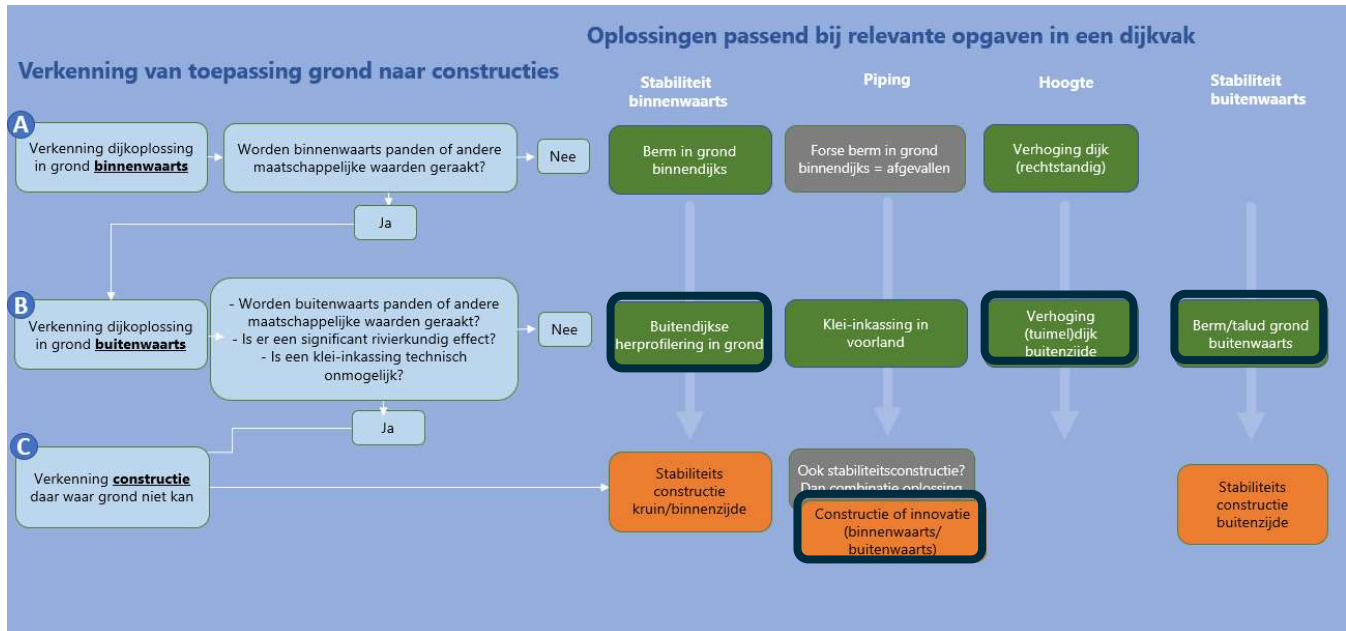 Oplossingen passend bij relevante opgaven in een dijkvak
Verkenning van toepassing grond naar constructies
Stabiliteit
binnenwaarts
Piping
Hoogte
Stabiliteit
buitenwaarts
A
Verkenning dijkoplossing
in grond binnenwaarts
Worden binnenwaarts panden of andere
maatschappelijke waarden geraakt?
Nee
Berm in grond
binnendijks
Forse berm in grond
binnendijks = afgevallen
Verhoging dijk
(rechtstandig)
Ja
B
Verkenning dijkoplossing
in grond buitenwaarts
- Worden buitenwaarts panden of andere
maatschappelijke waarden geraakt?
- Is er een significant rivierkundig effect?
- Is een klei-inkassing technisch
onmogelijk?
Nee
Buitendijkse
herprofilering in grond
Klei-inkassing in
voorland
Verhoging
(tuimel)dijk
buitenzijde
Berm/talud grond
buitenwaarts
Ja
C
Verkenning constructie
daar waar grond niet kan
Stabiliteits
constructie
kruin/binnenzijde
Ook stabiliteitsconstructie?
Dan combinatie oplossing
Constructie of innovatie
(binnenwaarts/
buitenwaarts)
Stabiliteits
constructie
buitenzijde